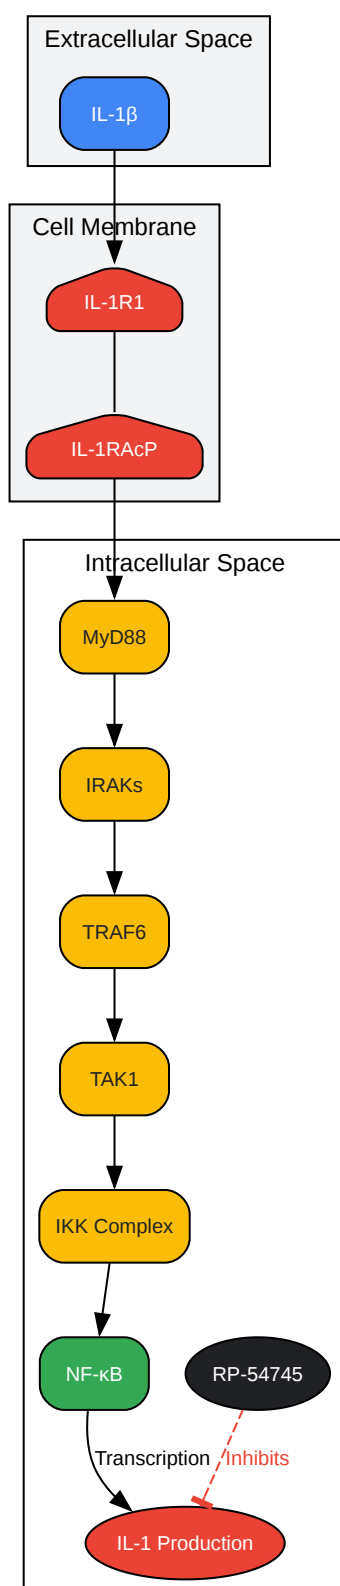 Extracellular Space
IL-1β
Cell Membrane
IL-1R1
IL-1RAcP
Intracellular Space
MyD88
IRAKs
TRAF6
TAK1
IKK Complex
NF-κB
RP-54745
Transcription
Inhibits
IL-1 Production